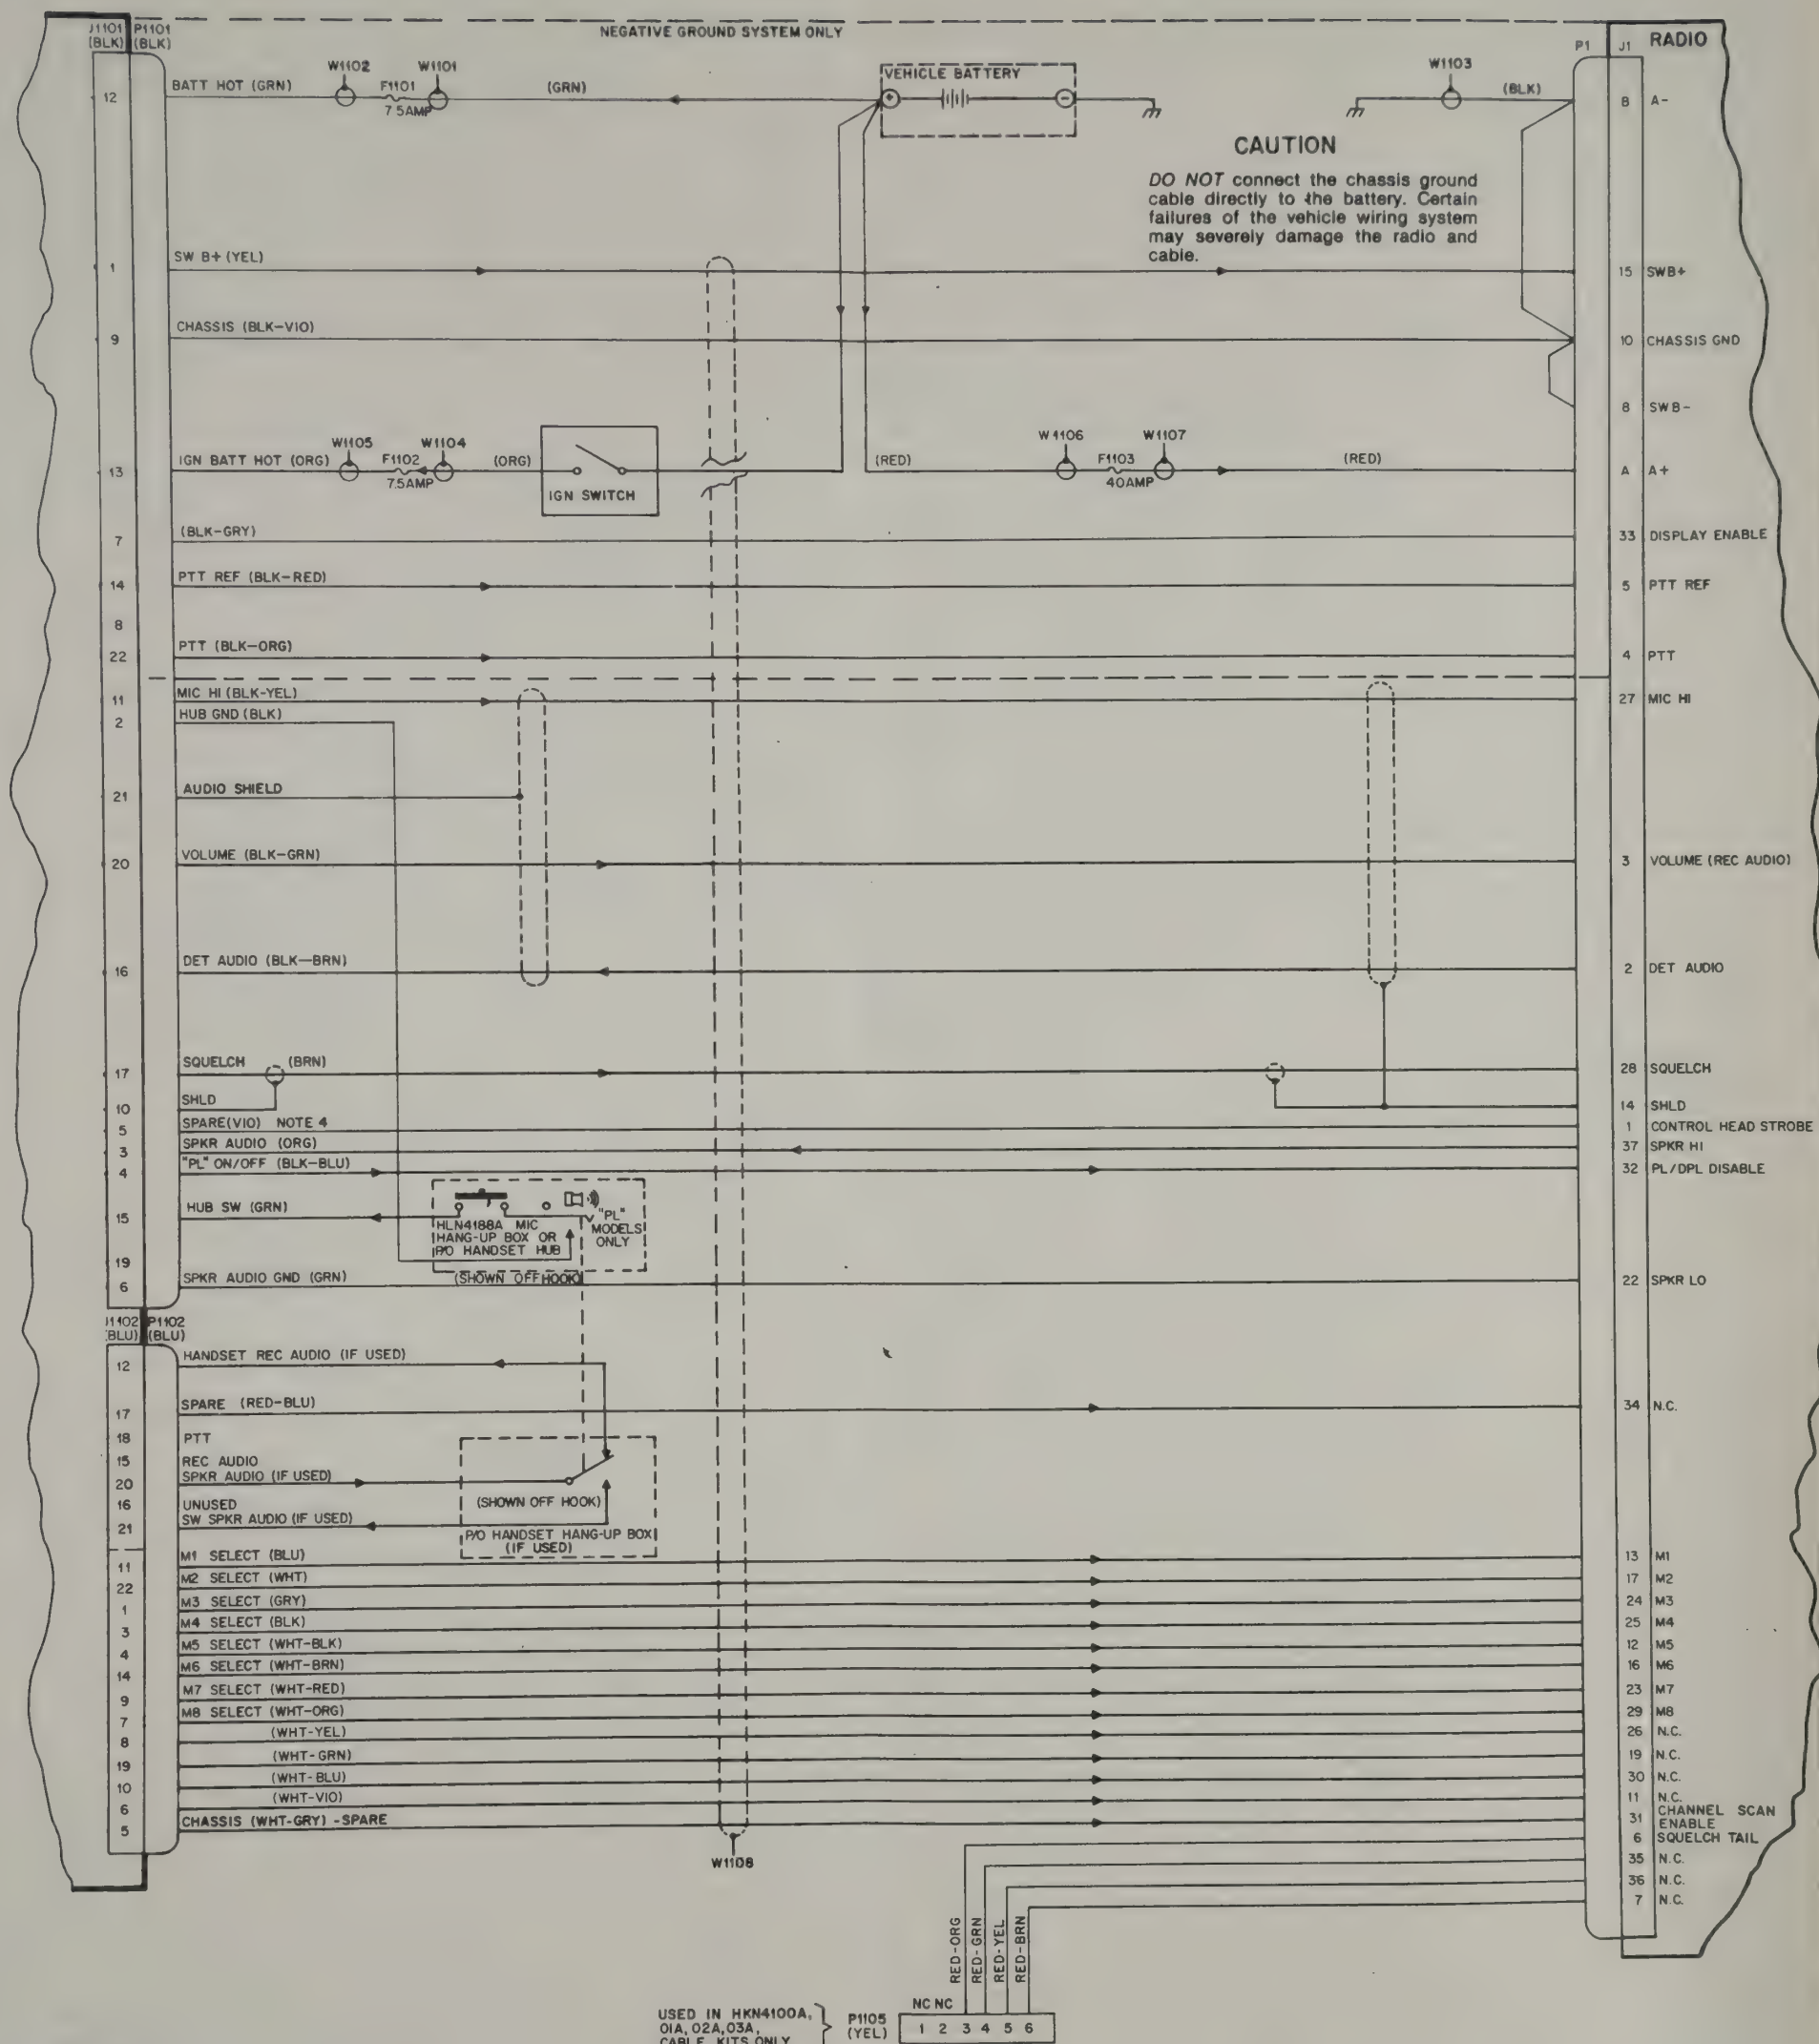 J1101 P1101
(BLK) (BLK)
NEGATIVE GROUND SYSTEM ONLY
P1 J1 RADIO
12 BATT HOT (GRN) W1102 F1101 7.5AMP W1101 (GRN)
VEHICLE BATTERY
+ −
W1103 (BLK) B A-
CAUTION
DO NOT connect the chassis ground
cable directly to the battery. Certain
failures of the vehicle wiring system
may severely damage the radio and
cable.
1 SW B+ (YEL) 15 SWB+
9 CHASSIS (BLK-VIO) 10 CHASSIS GND
8 SWB-
13 IGN BATT HOT (ORG) W1105 F1102 7.5AMP W1104 (ORG) IGN SWITCH (RED) W1106 F1103 40AMP W1107 (RED) A A+
7 (BLK-GRY) 33 DISPLAY ENABLE
14 PTT REF (BLK-RED) 5 PTT REF
8
22 PTT (BLK-ORG) 4 PTT
11 MIC HI (BLK-YEL) 27 MIC HI
2 HUB GND (BLK)
21 AUDIO SHIELD
20 VOLUME (BLK-GRN) 3 VOLUME (REC AUDIO)
16 DET AUDIO (BLK-BRN) 2 DET AUDIO
17 SQUELCH (BRN) 28 SQUELCH
10 SHLD 14 SHLD
5 SPARE(VIO) NOTE 4 1 CONTROL HEAD STROBE
3 SPKR AUDIO (ORG) 37 SPKR HI
4 "PL" ON/OFF (BLK-BLU) 32 PL/DPL DISABLE
15 HUB SW (GRN)
HLN4188A MIC
HANG-UP BOX OR
P/O HANDSET HUB
"PL"
MODELS
ONLY
(SHOWN OFF HOOK)
19
6 SPKR AUDIO GND (GRN) 22 SPKR LO
J1102 P1102
(BLU) (BLU)
12 HANDSET REC AUDIO (IF USED)
17 SPARE (RED-BLU) 34 N.C.
18 PTT
15 REC AUDIO
20 SPKR AUDIO (IF USED)
16 UNUSED
21 SW SPKR AUDIO (IF USED)
(SHOWN OFF HOOK)
P/O HANDSET HANG-UP BOX
(IF USED)
11 M1 SELECT (BLU) 13 M1
22 M2 SELECT (WHT) 17 M2
1 M3 SELECT (GRY) 24 M3
3 M4 SELECT (BLK) 25 M4
4 M5 SELECT (WHT-BLK) 12 M5
14 M6 SELECT (WHT-BRN) 16 M6
9 M7 SELECT (WHT-RED) 23 M7
7 M8 SELECT (WHT-ORG) 29 M8
8 (WHT-YEL) 26 N.C.
19 (WHT-GRN) 19 N.C.
10 (WHT-BLU) 30 N.C.
6 (WHT-VIO) 11 N.C.
5 CHASSIS (WHT-GRY) -SPARE 31 CHANNEL SCAN
ENABLE
6 SQUELCH TAIL
35 N.C.
36 N.C.
7 N.C.
W1108
RED-ORG
RED-GRN
RED-YEL
RED-BRN
NC NC
USED IN HKN4100A,
01A, 02A, 03A,
CABLE KITS ONLY
P1105
(YEL)
1 2 3 4 5 6